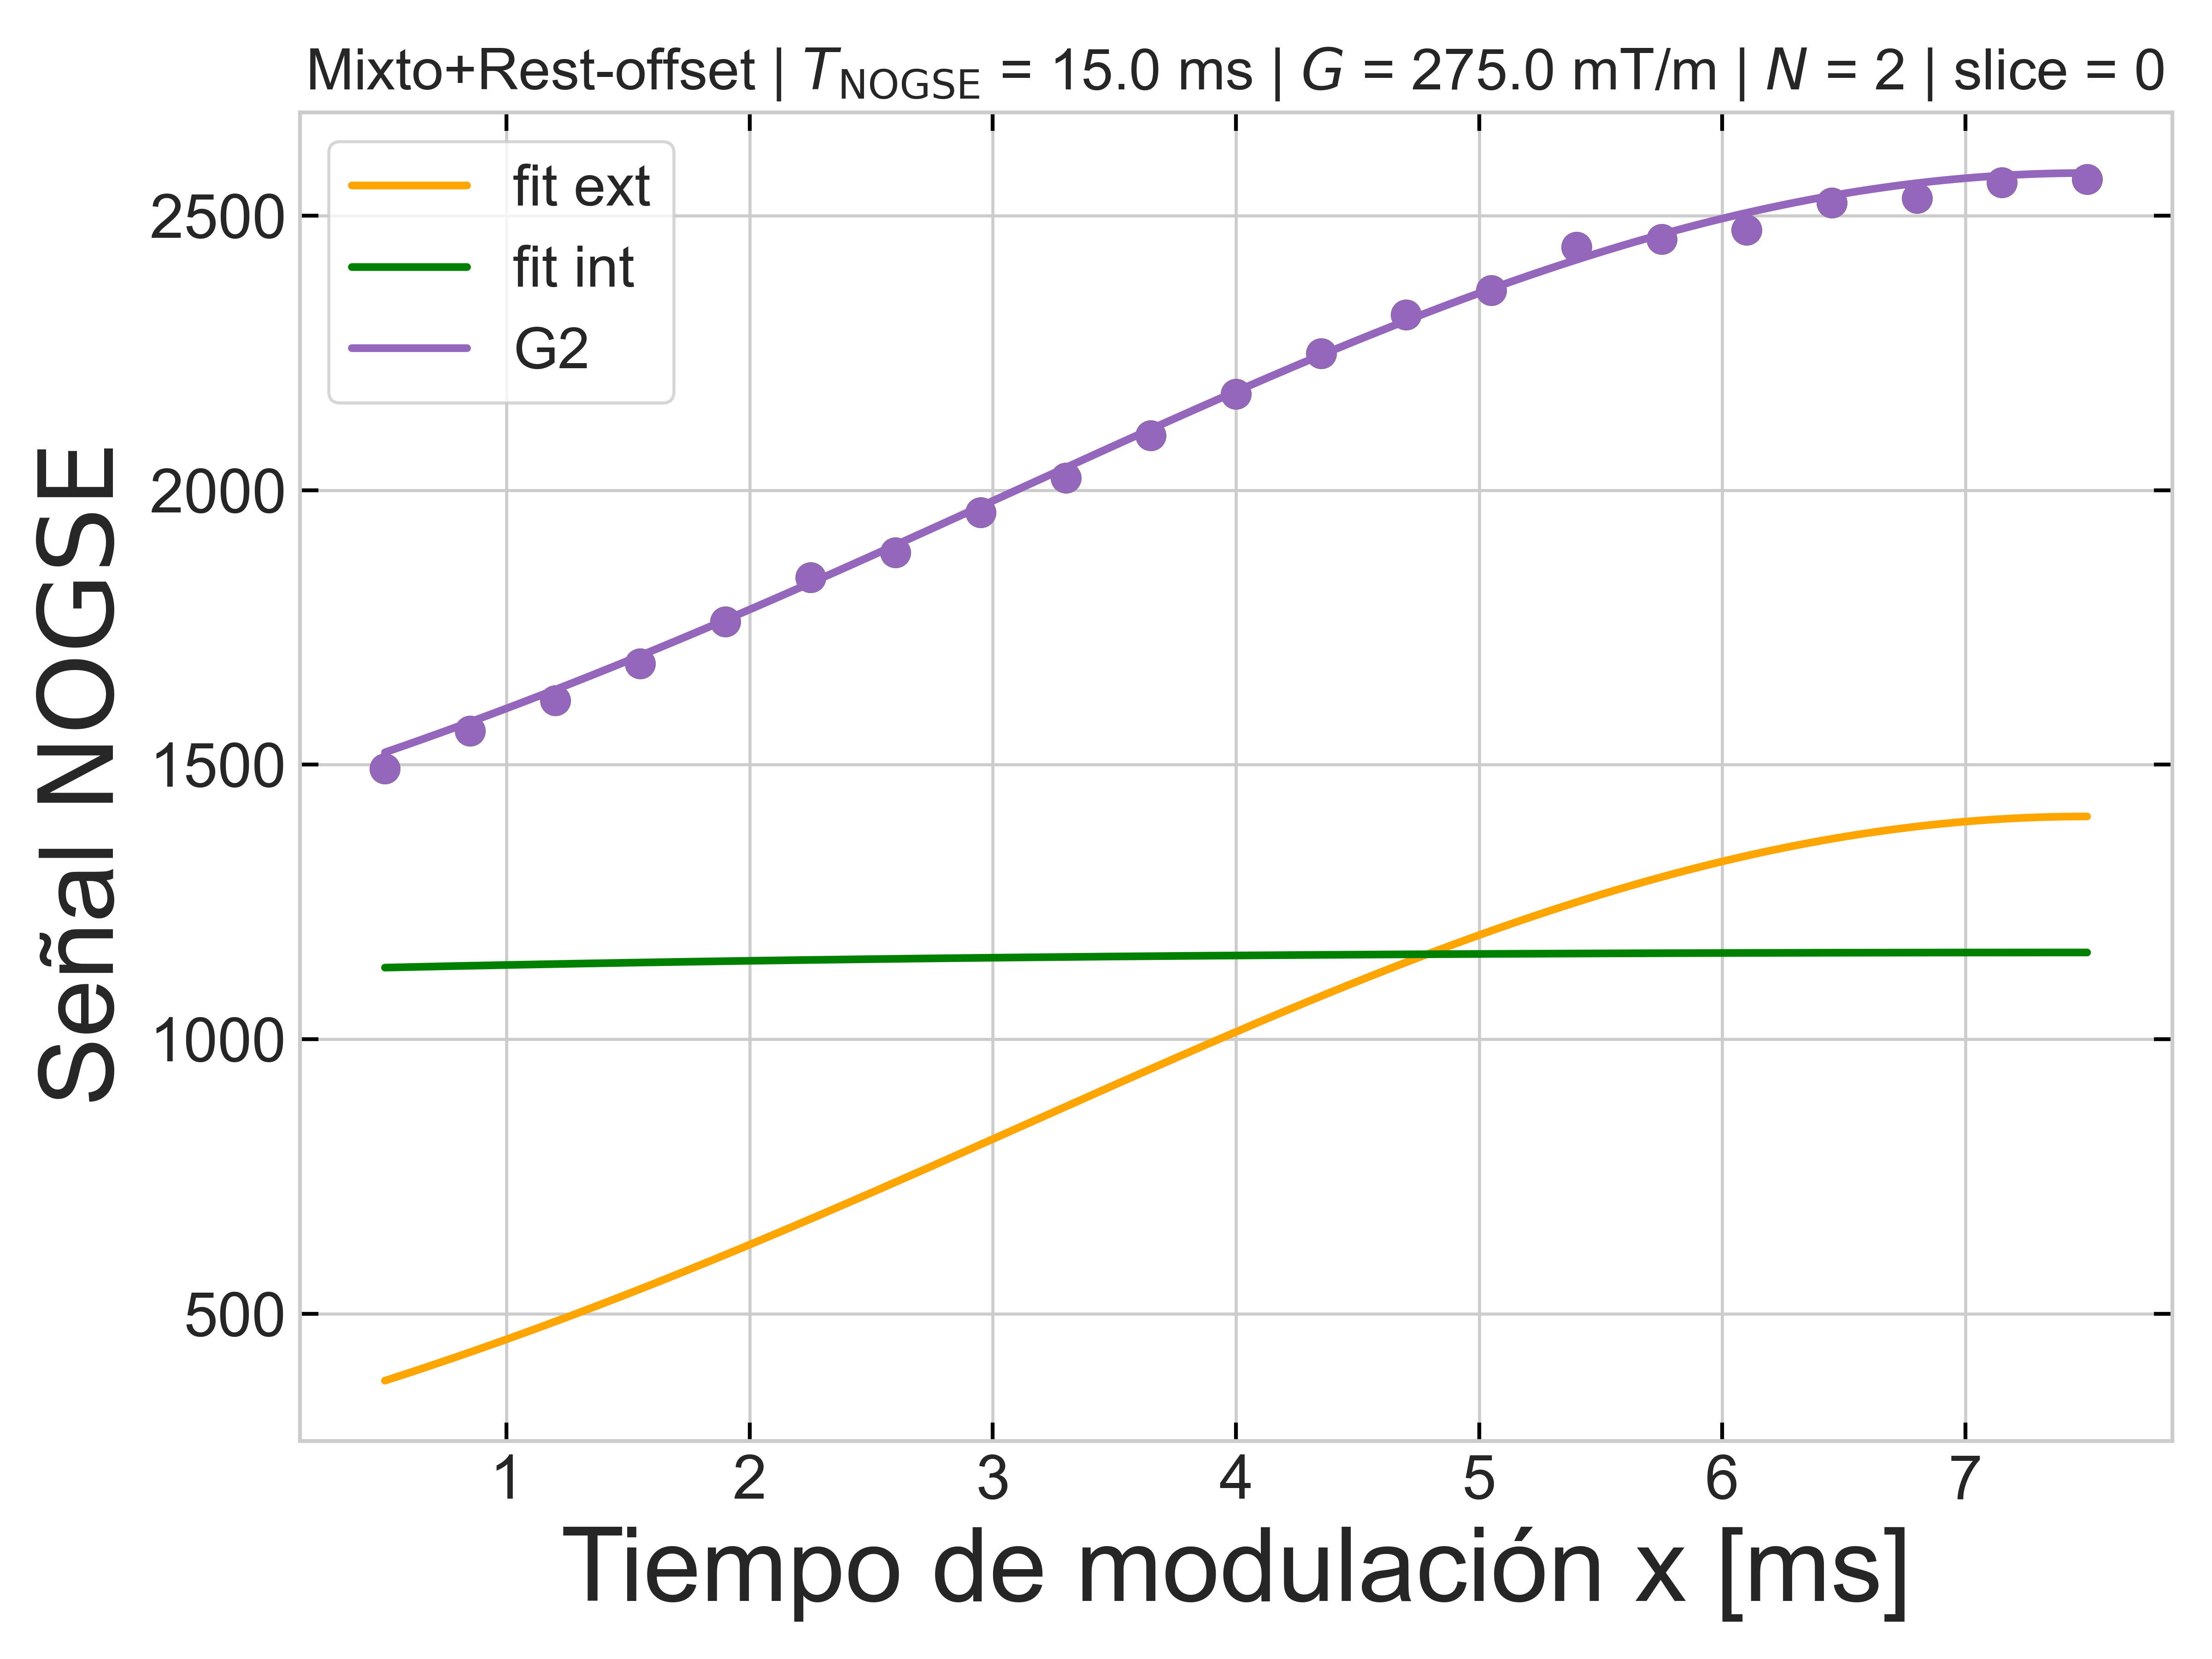 Mixto+Rest-offset | T_NOGSE = 15.0 ms | G = 275.0 mT/m | N = 2 | slice = 0
fit ext
fit int
G2
2500
2000
1500
1000
500
Señal NOGSE
1 2 3 4 5 6 7
Tiempo de modulación x [ms]